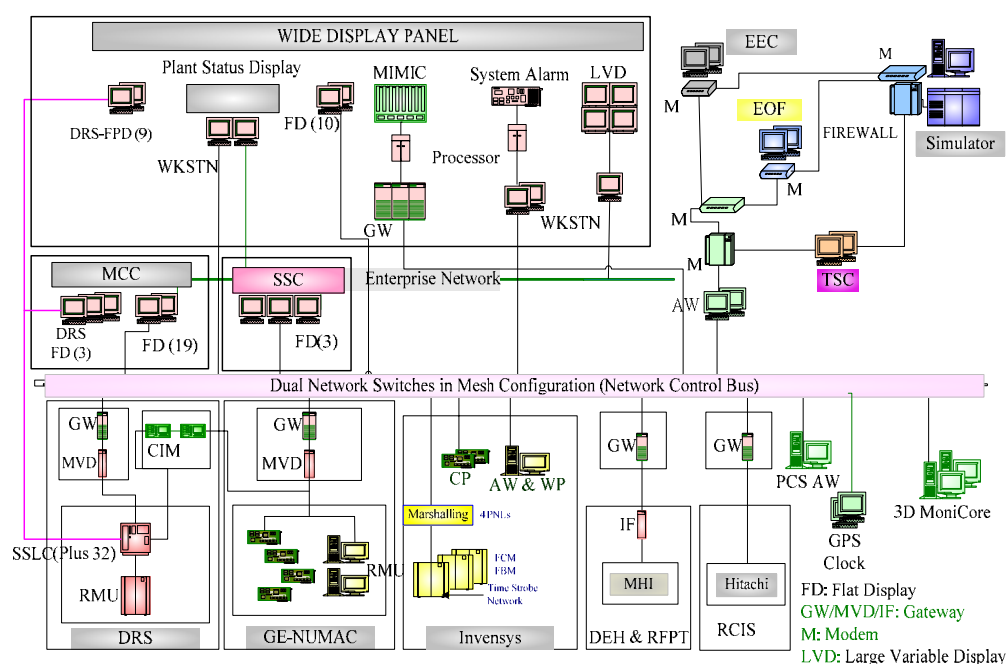 WIDE DISPLAY PANEL
Plant Status Display
MIMIC
System Alarm
LVD
DRS-FPD (9)
FD (10)
WKSTN
Processor
GW
WKSTN
EEC
M
M
EOF
M
FIREWALL
Simulator
M
M
TSC
AW
MCC
DRS
FD (3)
FD (19)
SSC
FD(3)
Enterprise Network
Dual Network Switches in Mesh Configuration (Network Control Bus)
GW
MVD
CIM
SSLC(Plus 32)
RMU
DRS
GW
MVD
RMU
GE-NUMAC
CP
AW & WP
Marshalling
4PNLs
FCM
FBM
Time Strobe
Network
Invensys
GW
IF
MHI
DEH & RFPT
GW
Hitachi
RCIS
PCS AW
GPS
Clock
3D MoniCore
FD: Flat Display
GW/MVD/IF: Gateway
M: Modem
LVD: Large Variable Display